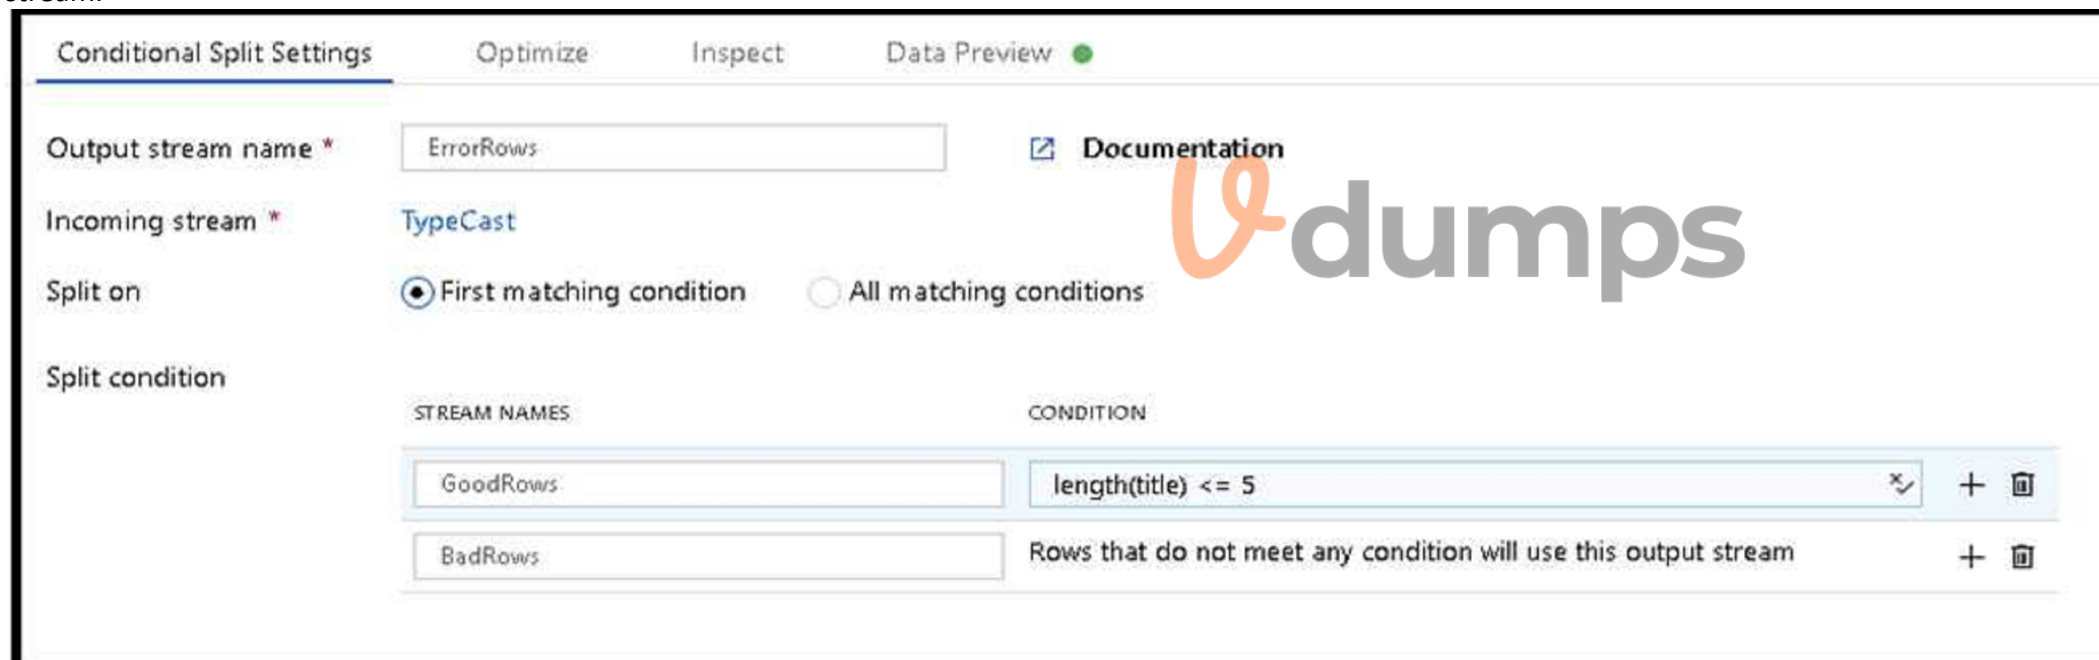 stream.
Conditional Split Settings Optimize Inspect Data Preview
Output stream name * ErrorRows Documentation
Vdumps
Incoming stream * TypeCast
Split on First matching condition All matching conditions
Split condition
STREAM NAMES CONDITION
GoodRows length(title) <= 5
BadRows Rows that do not meet any condition will use this output stream